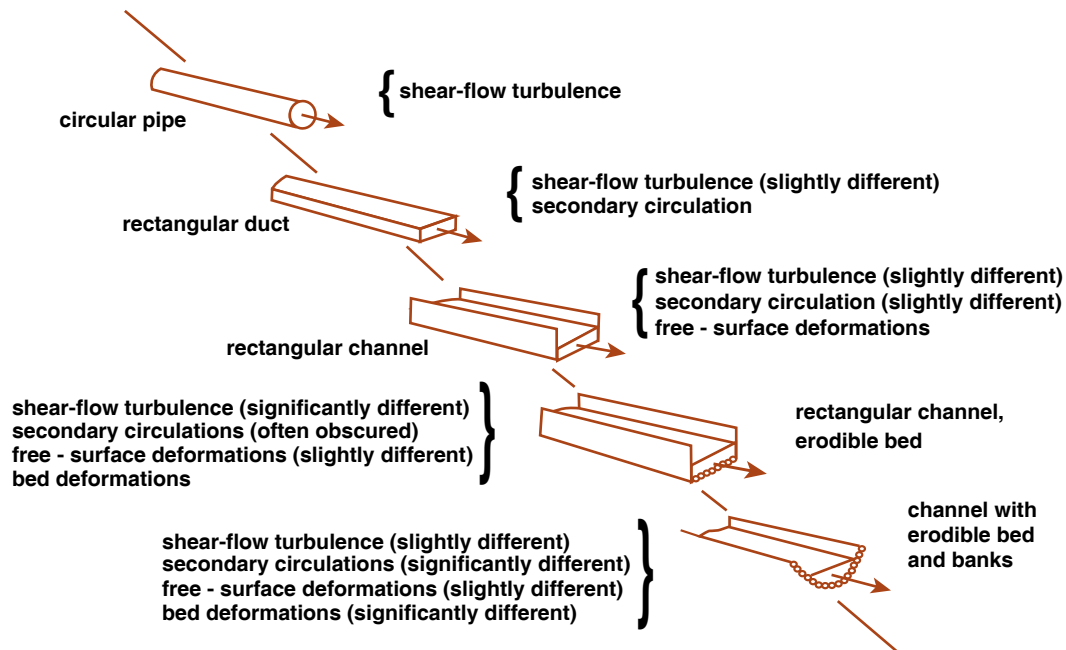 circular pipe
shear-flow turbulence
rectangular duct
shear-flow turbulence (slightly different)
secondary circulation
rectangular channel
shear-flow turbulence (slightly different)
secondary circulation (slightly different)
free - surface deformations
shear-flow turbulence (significantly different)
secondary circulations (often obscured)
free - surface deformations (slightly different)
bed deformations
rectangular channel,
erodible bed
shear-flow turbulence (slightly different)
secondary circulations (significantly different)
free - surface deformations (slightly different)
bed deformations (significantly different)
channel with
erodible bed
and banks